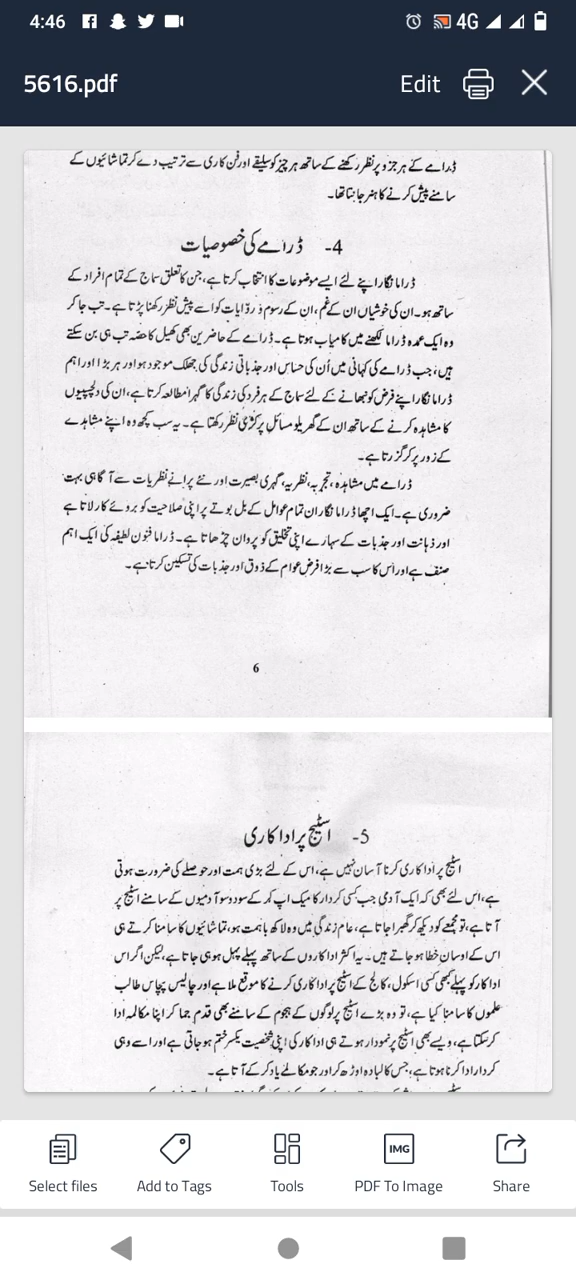 4:46
4G
5616.pdf
Edit
ڈرامے کے ہر جزو پر نظر رکھنے کے ساتھ ہر چیز کو سلیقے اور فن کاری سے ترتیب دے کر تماشائیوں کے
سامنے پیش کرنے کا ہنر جانتا تھا۔
4- ڈرامے کی خصوصیات
ڈراما نگار اپنے لئے ایسے موضوعات کا انتخاب کرتا ہے، جن کا تعلق سماج کے تمام افراد کے
ساتھ ہو۔ ان کی خوشیاں ان کے غم، ان کے رسوم و روایات کو اسے پیش نظر رکھنا پڑتا ہے۔ تب جا کر
وہ ایک عمدہ ڈراما لکھنے میں کامیاب ہوتا ہے۔ ڈرامے کے حاضرین بھی کھیل کا حصّہ تب ہی بن سکتے
ہیں، جب ڈرامے کی کہانی میں اُن کی حساس اور جذباتی زندگی کی جھلک موجود ہو اور ہر بڑا اور اہم
ڈراما نگار اپنے فرض کو نبھانے کے لئے سماج کے ہر فرد کی زندگی کا گہرا مطالعہ کرتا ہے، ان کی دلچسپیوں
کا مشاہدہ کرنے کے ساتھ ان کے گھریلو مسائل پر کڑی نظر رکھتا ہے۔ یہ سب کچھ وہ اپنے مشاہدے
کے زور پر کر گزرتا ہے۔
ڈرامے میں مشاہدہ، تجربہ، نظریہ، گہری بصیرت اور نئے پرانے نظریات سے آگاہی بہت
ضروری ہے۔ ایک اچھا ڈراما نگار ان تمام عوامل کے بل بوتے پر اپنی صلاحیت کو بروئے کار لاتا ہے
اور ذہانت اور جذبات کے سہارے اپنی تخلیق کو پروان چڑھاتا ہے۔ ڈراما فنون لطیفہ کی ایک اہم
صنف ہے اور اس کا سب سے بڑا فرض عوام کے ذوق اور جذبات کی تسکین کرتا ہے۔
6
5- اسٹیج پر اداکاری
اسٹیج پر اداکاری کرنا آسان نہیں ہے، اس کے لئے بڑی ہمت اور حوصلے کی ضرورت ہوتی
ہے، اس لئے بھی کہ ایک آدمی جب کسی کردار کا میک اپ کر کے سو دو سو آدمیوں کے سامنے اسٹیج پر
آتا ہے، تو مجمعے کو دیکھ کر گھبرا جاتا ہے، عام زندگی میں وہ لاکھ باہمت ہو، تماشائیوں کا سامنا کرتے ہی
اس کے اوسان خطا ہو جاتے ہیں۔ یہ اکثر اداکاروں کے ساتھ پہلے پہل ہو ہی جاتا ہے، لیکن اگر اس
اداکار کو پہلے کبھی کسی اسکول، کالج کے اسٹیج پر اداکاری کرنے کا موقع ملا ہے اور چالیس پچاس طالب
علموں کا سامنا کیا ہے، تو وہ بڑے اسٹیج پر لوگوں کے ہجوم کے سامنے بھی قدم جما کر اپنا مکالمہ ادا
کر سکتا ہے، ویسے بھی اسٹیج پر نمودار ہوتے ہی اداکار کی اپنی شخصیت یکسر ختم ہو جاتی ہے اور اسے وہی
کردار ادا کرنا ہوتا ہے، جس کا لبادہ اوڑھ کر اور جو مکالمے یاد کر کے آتا ہے۔
Select files
Add to Tags
Tools
IMG
PDF To Image
Share